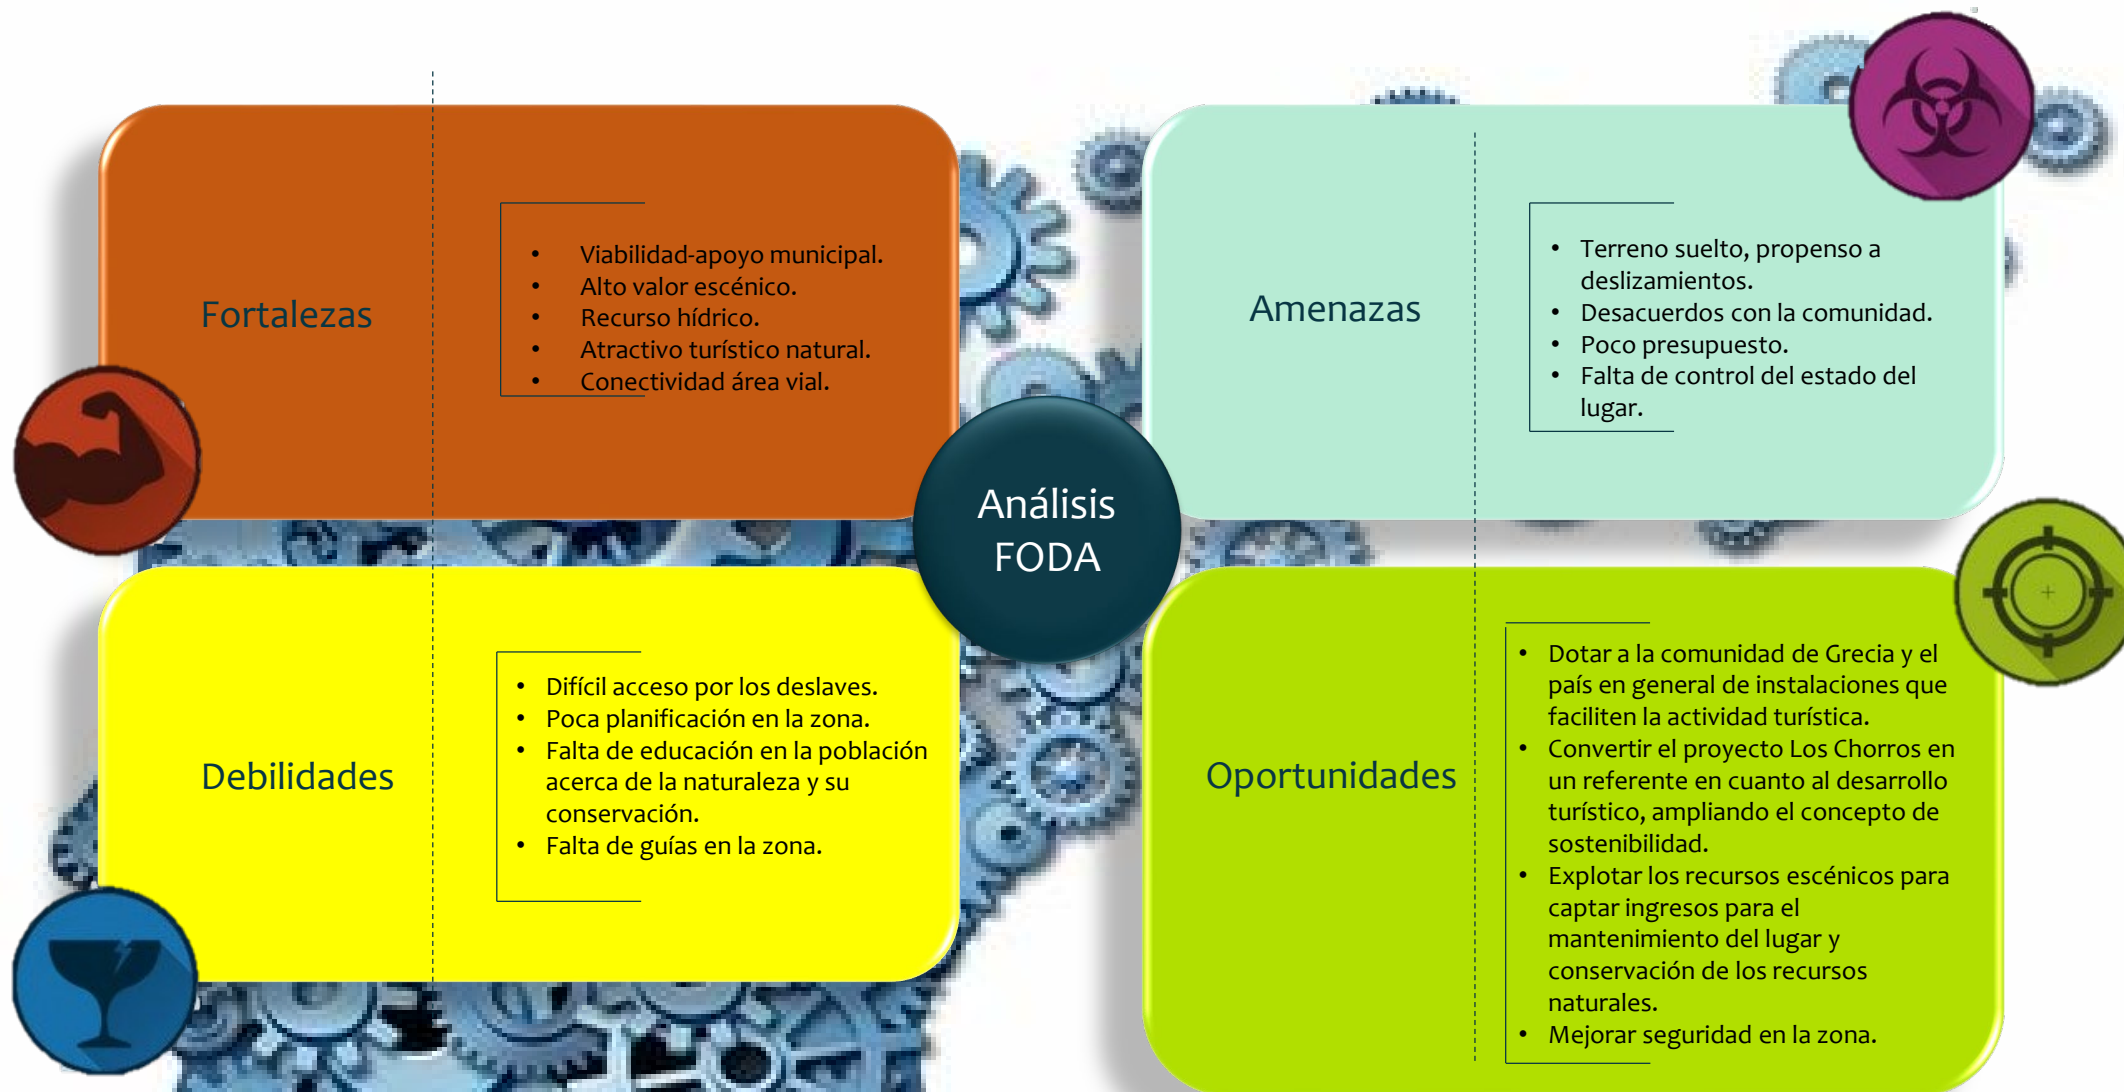 Fortalezas
• Viabilidad-apoyo municipal.
• Alto valor escénico.
• Recurso hídrico.
• Atractivo turístico natural.
• Conectividad área vial.
Amenazas
• Terreno suelto, propenso a
deslizamientos.
• Desacuerdos con la comunidad.
• Poco presupuesto.
• Falta de control del estado del
lugar.
Análisis
FODA
Debilidades
• Difícil acceso por los deslaves.
• Poca planificación en la zona.
• Falta de educación en la población
acerca de la naturaleza y su
conservación.
• Falta de guías en la zona.
Oportunidades
• Dotar a la comunidad de Grecia y el
país en general de instalaciones que
faciliten la actividad turística.
• Convertir el proyecto Los Chorros en
un referente en cuanto al desarrollo
turístico, ampliando el concepto de
sostenibilidad.
• Explotar los recursos escénicos para
captar ingresos para el
mantenimiento del lugar y
conservación de los recursos
naturales.
• Mejorar seguridad en la zona.